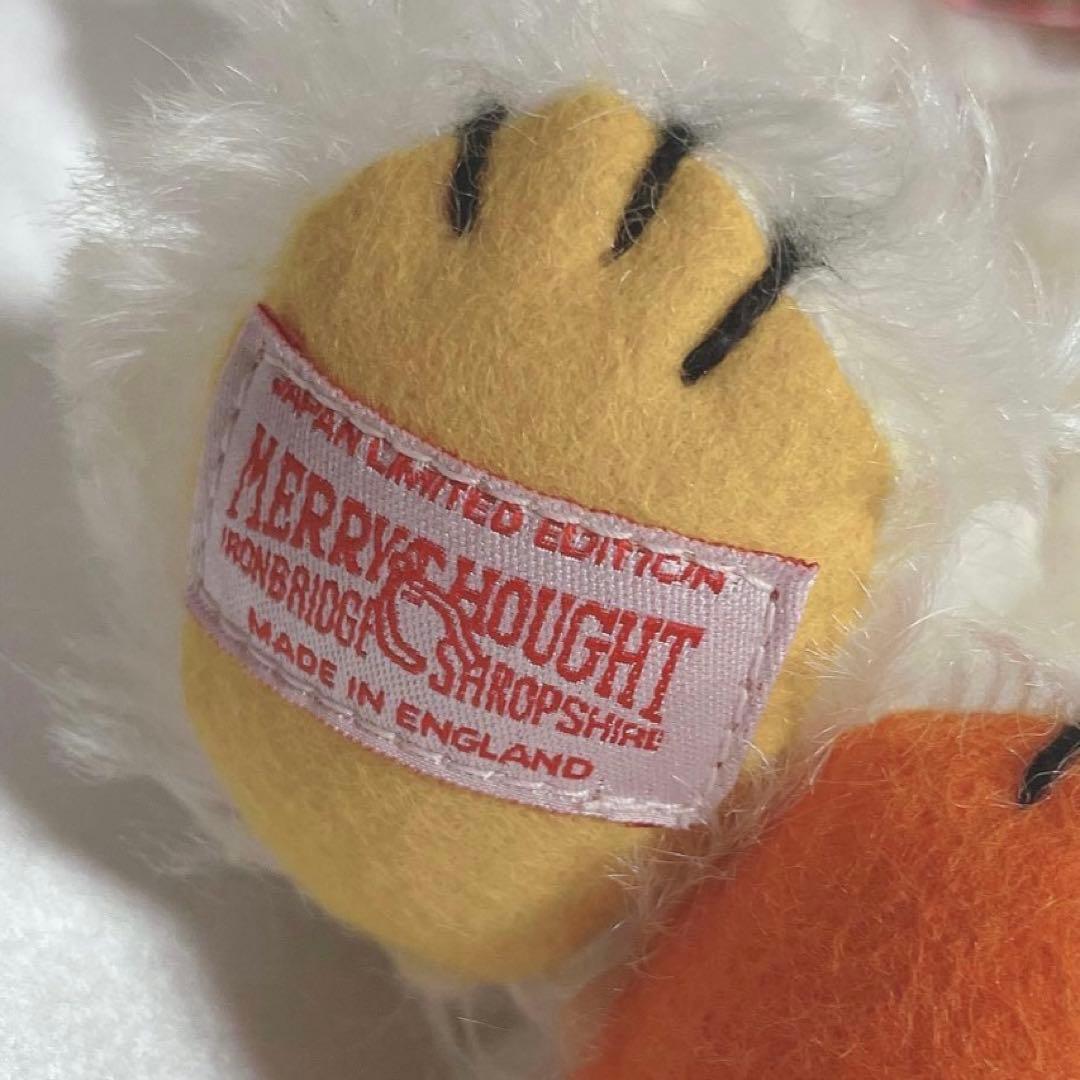 JAPAN LIMITED EDITION
MERRYTHOUGHT
IRONBRIDGE SHROPSHIRE
MADE IN ENGLAND